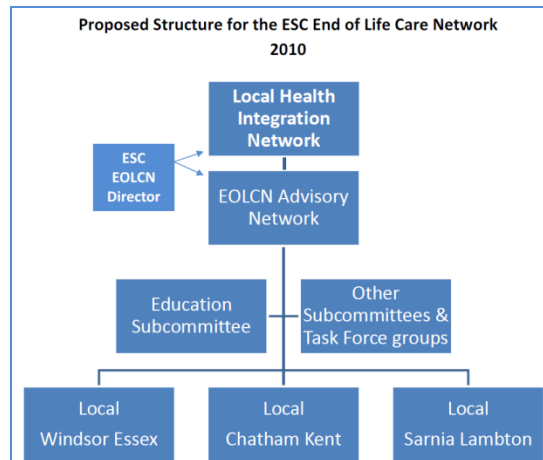 Proposed Structure for the ESC End of Life Care Network
2010
Local Health
Integration
Network
ESC
EOLCN
Director
EOLCN Advisory
Network
Education
Subcommittee
Other
Subcommittees &
Task Force groups
Local
Windsor Essex
Local
Chatham Kent
Local
Sarnia Lambton